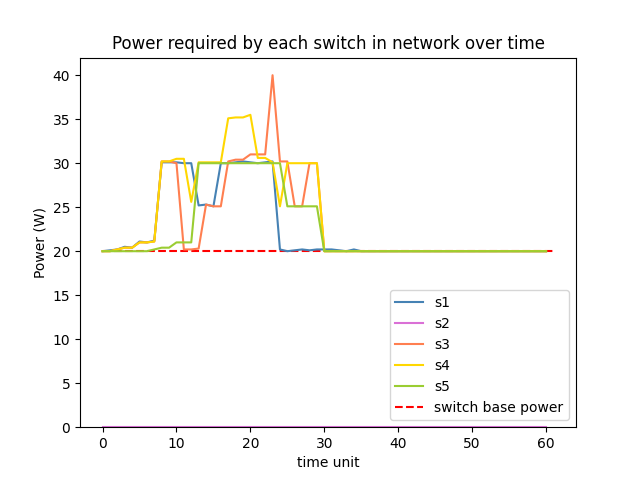 Power required by each switch in network over time
Power (W)
40
35
30
25
20
15
10
5
0
0 10 20 30 40 50 60
time unit
s1
s2
s3
s4
s5
switch base power